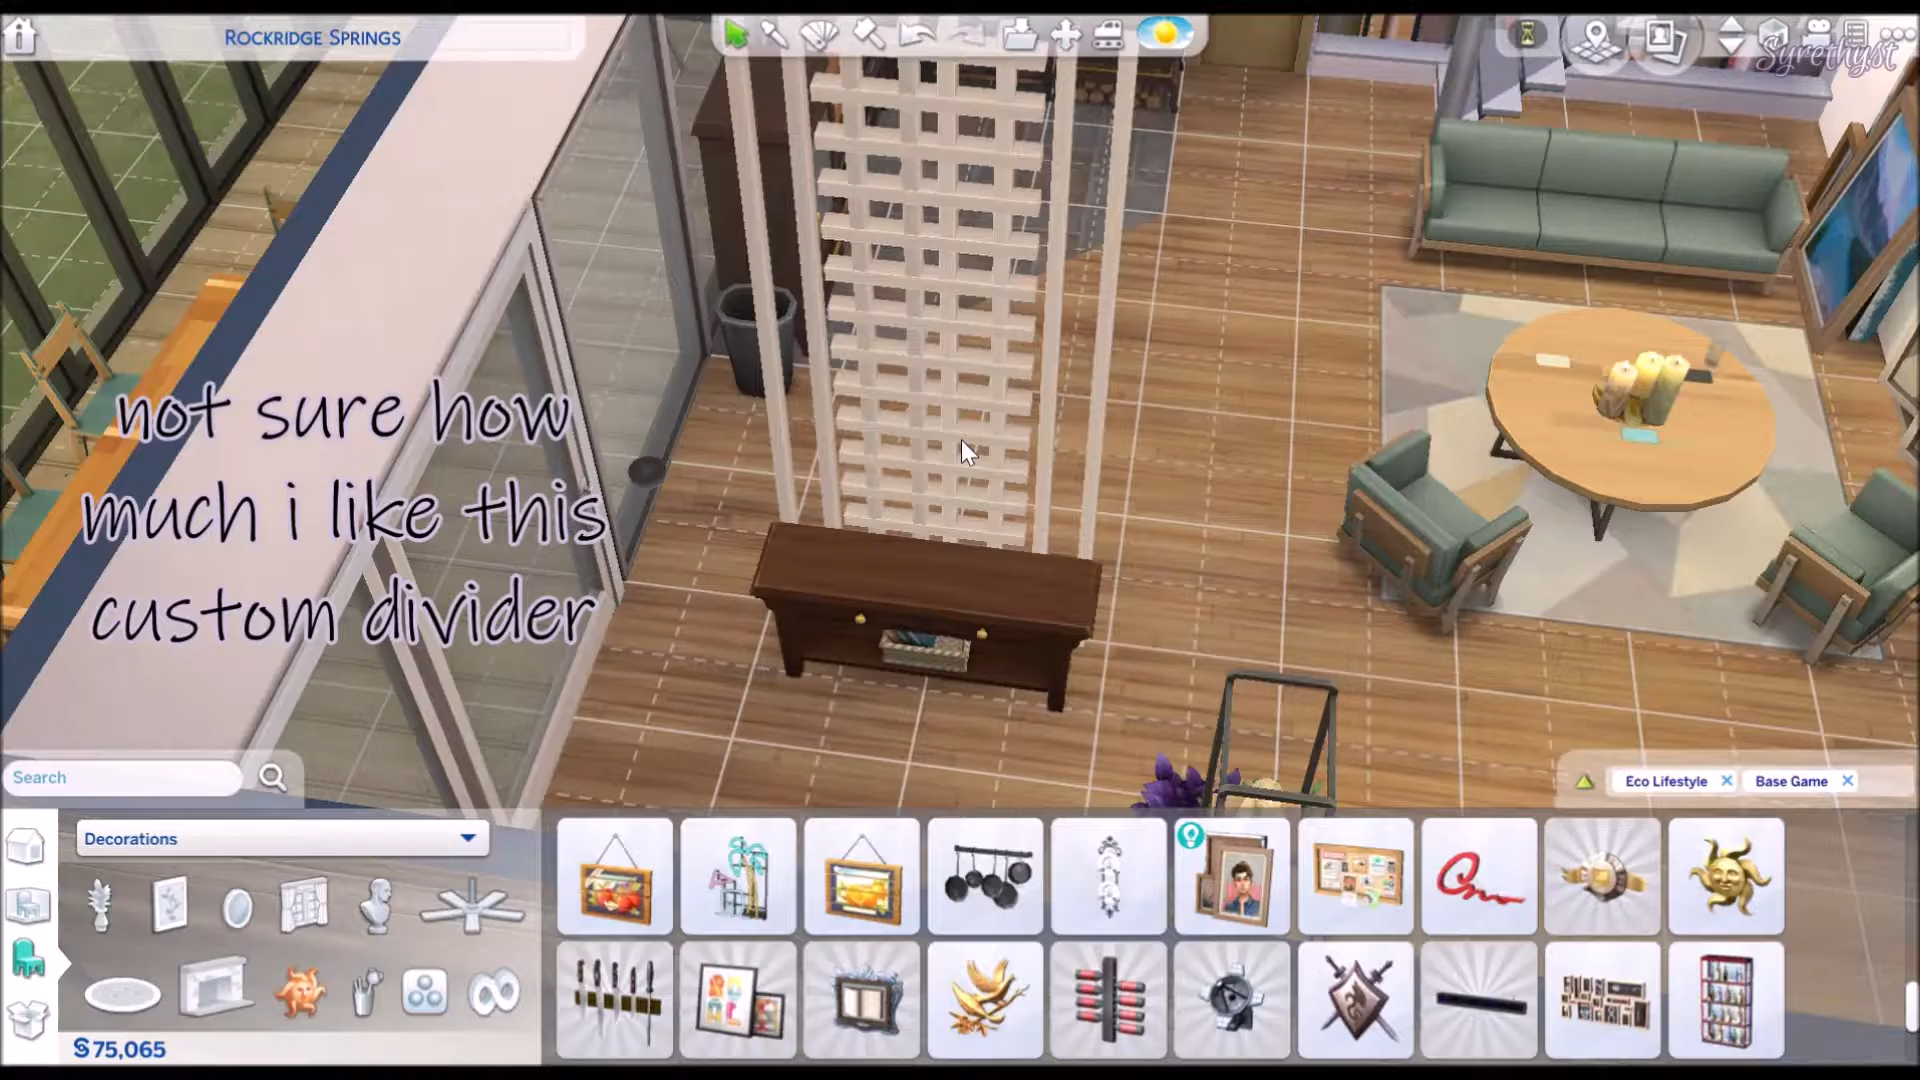 Rockridge Springs
Syrethyst
not sure how
much i like this
custom divider
Search
Eco Lifestyle
Base Game
Decorations
§75,065